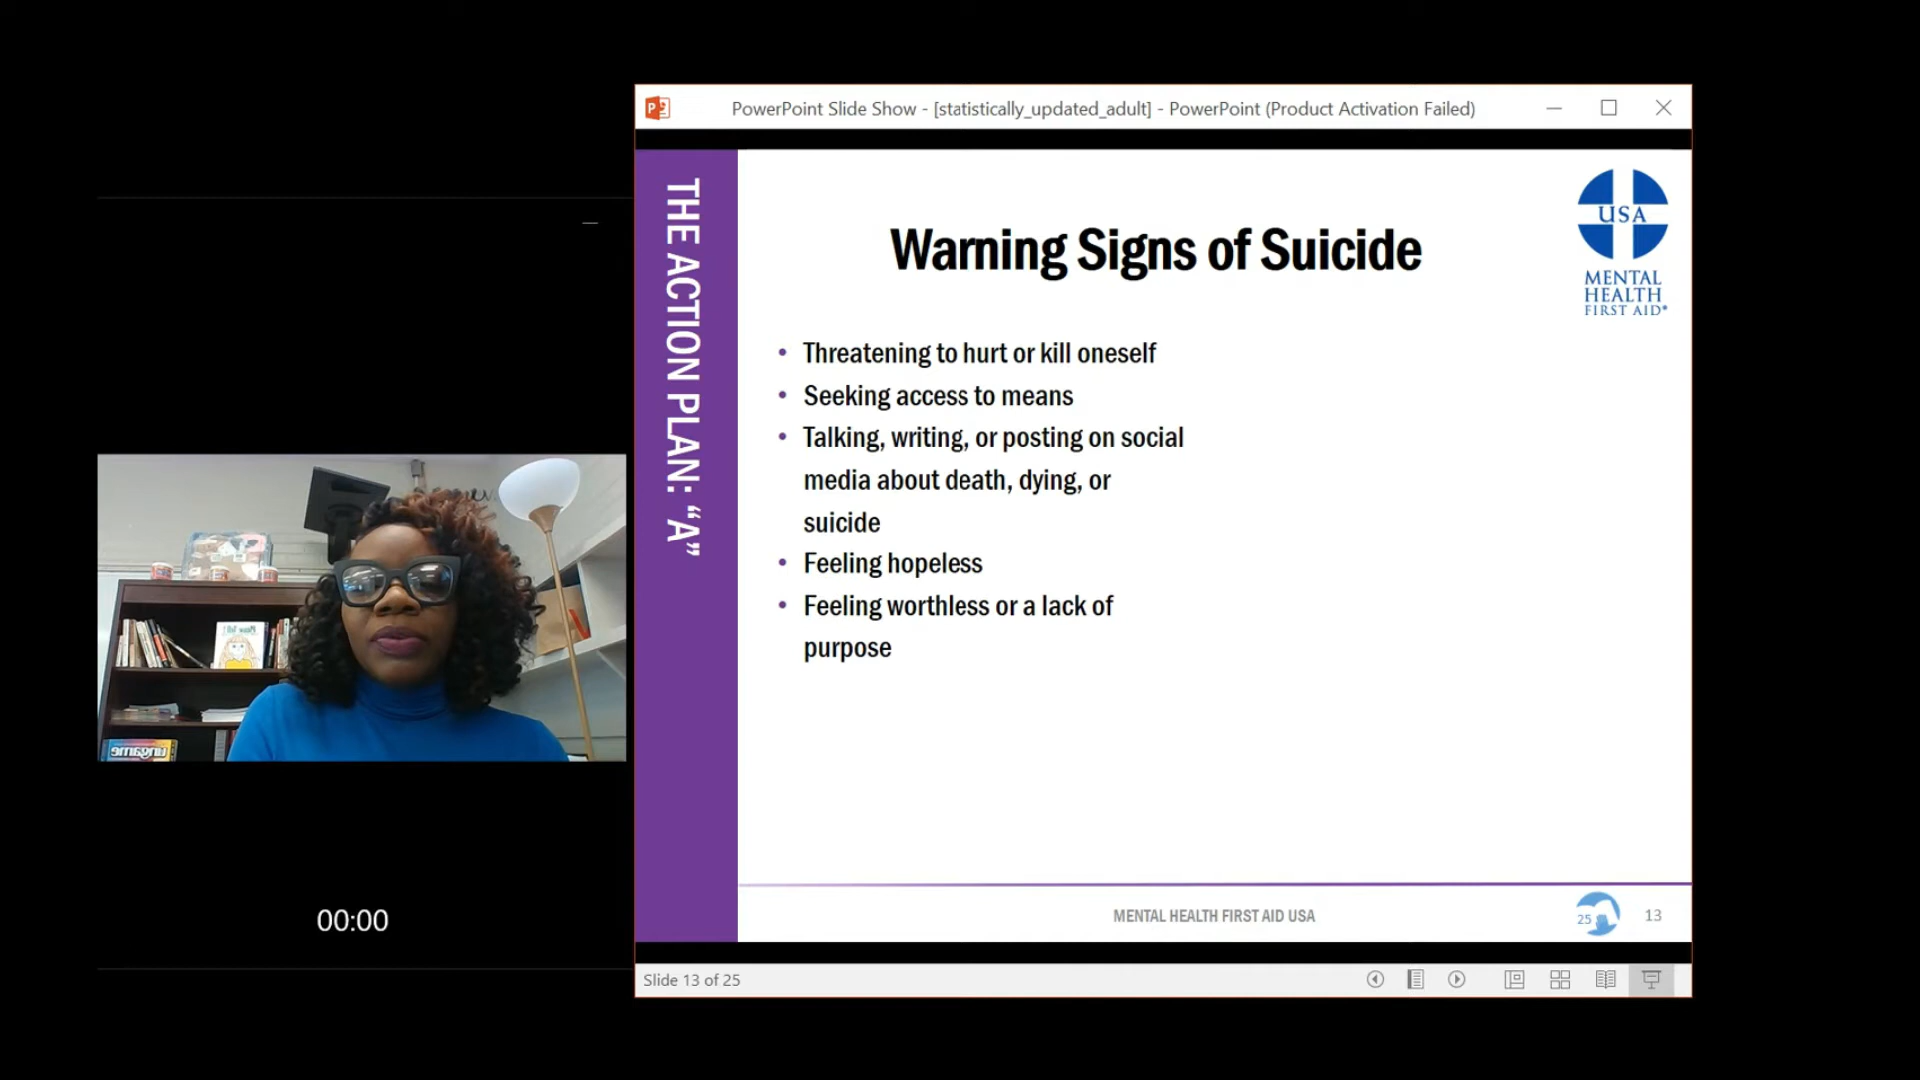 PowerPoint Slide Show - [statistically_updated_adult] - PowerPoint (Product Activation Failed)
THE ACTION PLAN: “A”
Warning Signs of Suicide
USA
MENTAL
HEALTH
FIRST AID®
• Threatening to hurt or kill oneself
• Seeking access to means
• Talking, writing, or posting on social
media about death, dying, or
suicide
• Feeling hopeless
• Feeling worthless or a lack of
purpose
ungame
00:00
MENTAL HEALTH FIRST AID USA
25
13
Slide 13 of 25